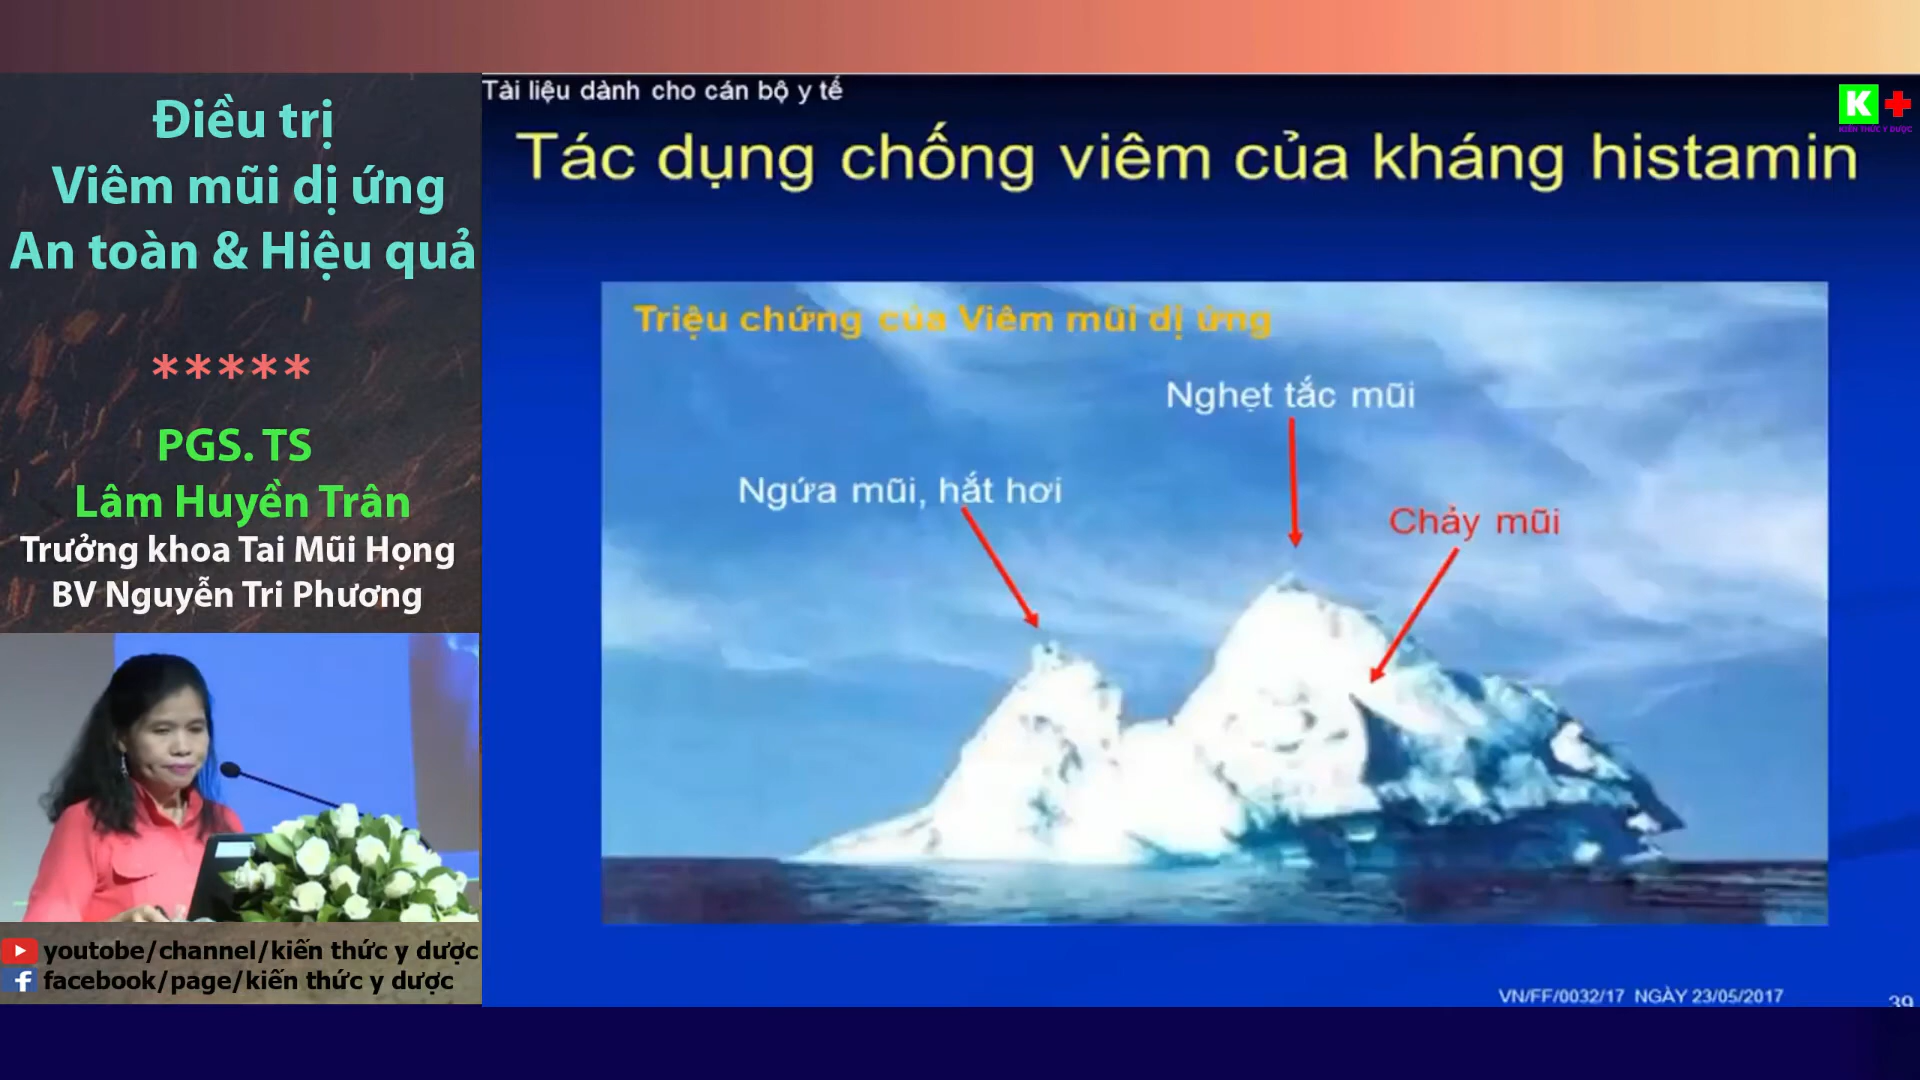 Điều trị
Viêm mũi dị ứng
An toàn & Hiệu quả
*****
PGS. TS
Lâm Huyền Trân
Trưởng khoa Tai Mũi Họng
BV Nguyễn Tri Phương
youtobe/channel/kiến thức y dược
facebook/page/kiến thức y dược
Tài liệu dành cho cán bộ y tế
K
KIẾN THỨC Y DƯỢC
Tác dụng chống viêm của kháng histamin
Triệu chứng của Viêm mũi dị ứng
Nghẹt tắc mũi
Ngứa mũi, hắt hơi
Chảy mũi
VN/FF/0032/17 NGÀY 23/05/2017
39